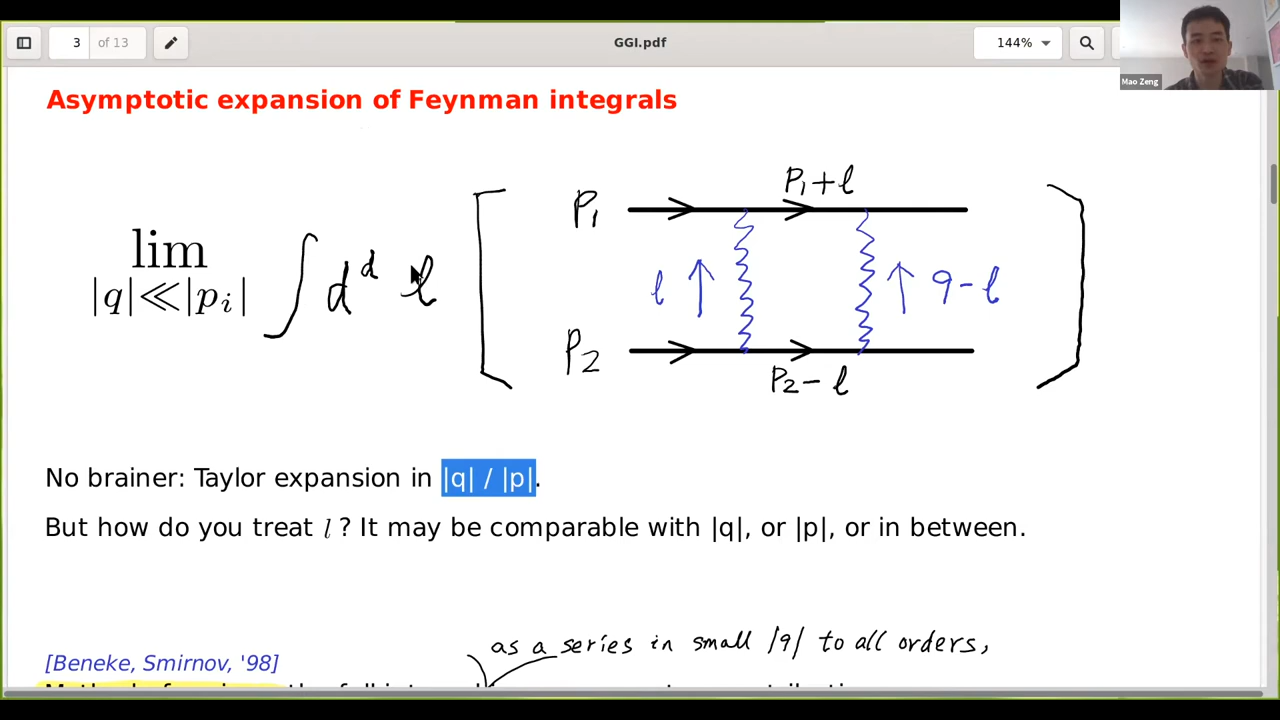 3 of 13
GGI.pdf
144%
Mao Zeng
Asymptotic expansion of Feynman integrals
P₁ P₁+l
lim |q|≪|pᵢ| ∫ dᵈ l
l q-l
P₂ P₂-l
No brainer: Taylor expansion in |q| / |p|.
But how do you treat l ? It may be comparable with |q|, or |p|, or in between.
as a series in small |q| to all orders,
[Beneke, Smirnov, '98]